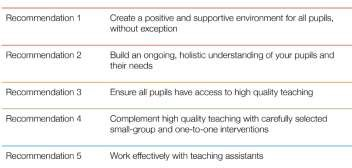 Recommendation 1 Create a positive and supportive environment for all pupils,
without exception
Recommendation 2 Build an ongoing, holistic understanding of your pupils and
their needs
Recommendation 3 Ensure all pupils have access to high quality teaching
Recommendation 4 Complement high quality teaching with carefully selected
small-group and one-to-one interventions
Recommendation 5 Work effectively with teaching assistants